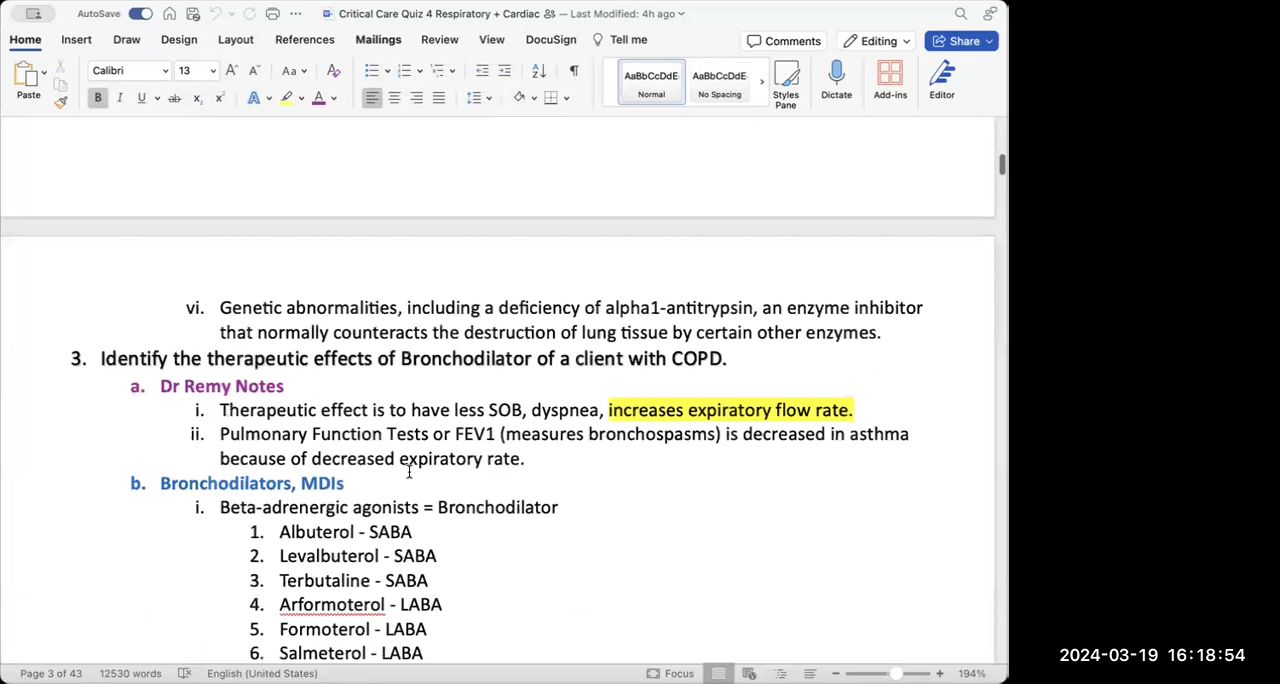 AutoSave
Critical Care Quiz 4 Respiratory + Cardiac — Last Modified: 4h ago
Home Insert Draw Design Layout References Mailings Review View DocuSign Tell me Comments Editing Share
Paste Calibri 13 A A Aa A
B I U ab x₂ x² A A
AaBbCcDdE AaBbCcDdE
Normal No Spacing
Styles Pane
Dictate
Add-ins
Editor
vi. Genetic abnormalities, including a deficiency of alpha1-antitrypsin, an enzyme inhibitor
that normally counteracts the destruction of lung tissue by certain other enzymes.
3. Identify the therapeutic effects of Bronchodilator of a client with COPD.
a. Dr Remy Notes
i. Therapeutic effect is to have less SOB, dyspnea, increases expiratory flow rate.
ii. Pulmonary Function Tests or FEV1 (measures bronchospasms) is decreased in asthma
because of decreased expiratory rate.
b. Bronchodilators, MDIs
i. Beta-adrenergic agonists = Bronchodilator
1. Albuterol - SABA
2. Levalbuterol - SABA
3. Terbutaline - SABA
4. Arformoterol - LABA
5. Formoterol - LABA
6. Salmeterol - LABA
Page 3 of 43 12530 words English (United States) Focus 194%
2024-03-19 16:18:54